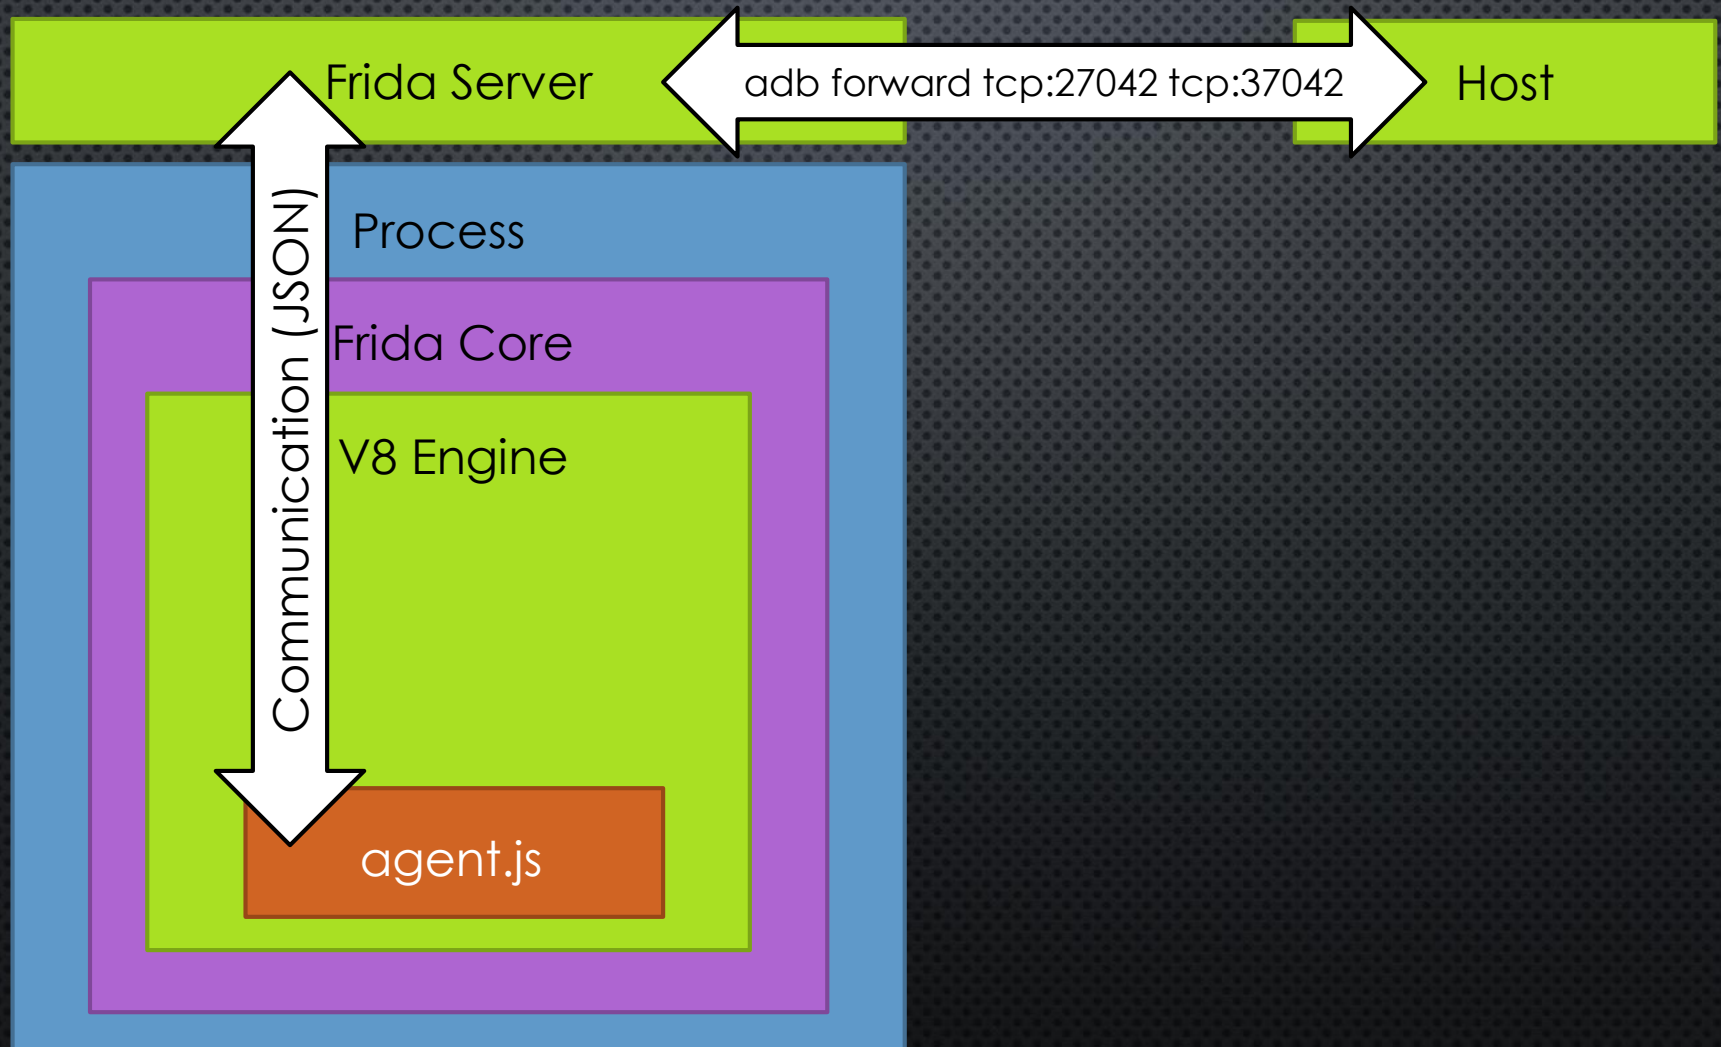 Frida Server
adb forward tcp:27042 tcp:37042
Host
Communication (JSON)
Process
Frida Core
V8 Engine
agent.js